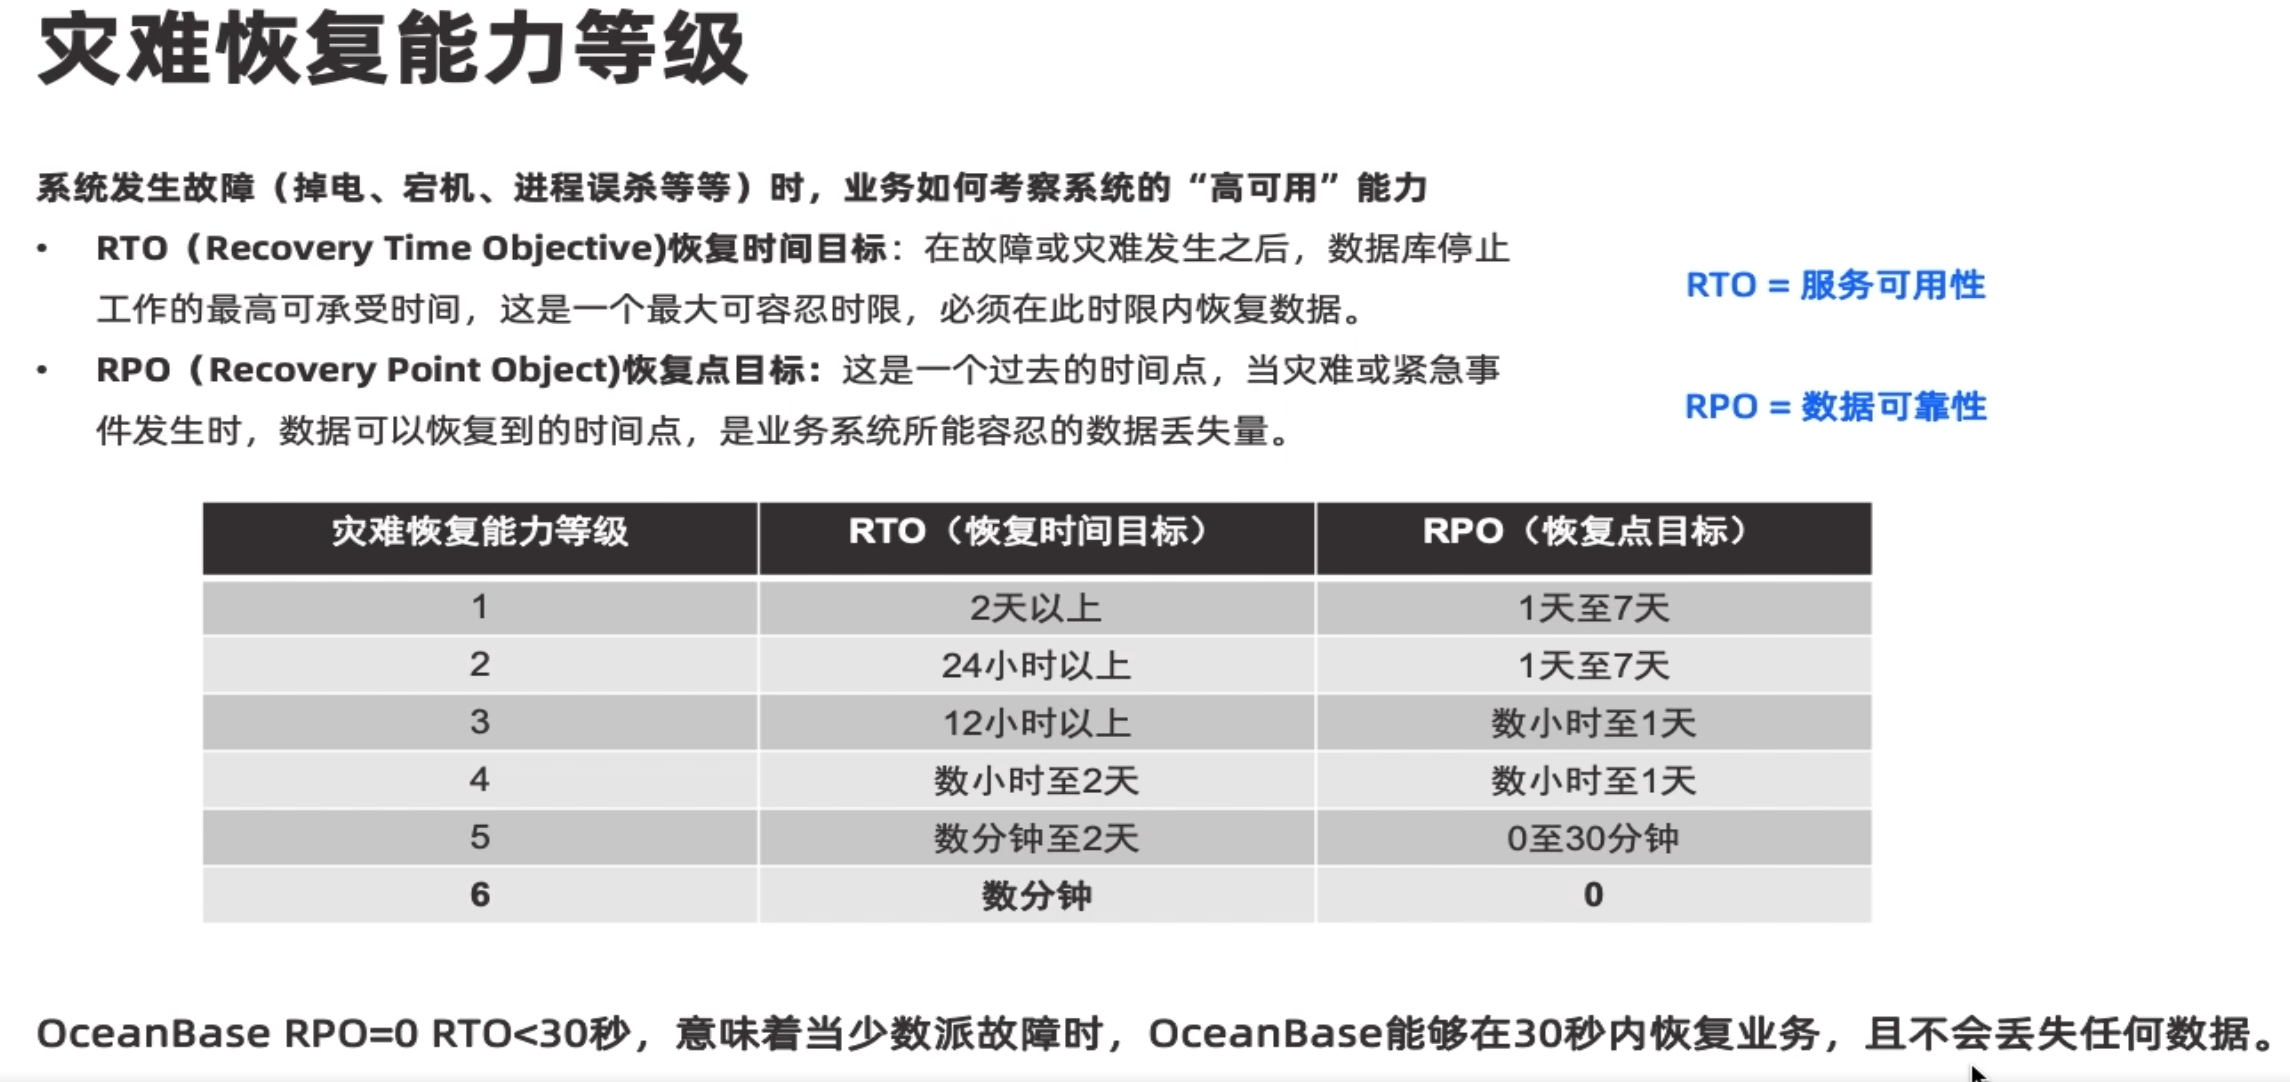 灾难恢复能力等级
系统发生故障（掉电、宕机、进程误杀等等）时，业务如何考察系统的“高可用”能力
• RTO（Recovery Time Objective)恢复时间目标：在故障或灾难发生之后，数据库停止
工作的最高可承受时间，这是一个最大可容忍时限，必须在此时限内恢复数据。
RTO = 服务可用性
• RPO（Recovery Point Object)恢复点目标：这是一个过去的时间点，当灾难或紧急事
件发生时，数据可以恢复到的时间点，是业务系统所能容忍的数据丢失量。
RPO = 数据可靠性
灾难恢复能力等级 RTO（恢复时间目标） RPO（恢复点目标）
1 2天以上 1天至7天
2 24小时以上 1天至7天
3 12小时以上 数小时至1天
4 数小时至2天 数小时至1天
5 数分钟至2天 0至30分钟
6 数分钟 0
OceanBase RPO=0 RTO<30秒，意味着当少数派故障时，OceanBase能够在30秒内恢复业务，且不会丢失任何数据。